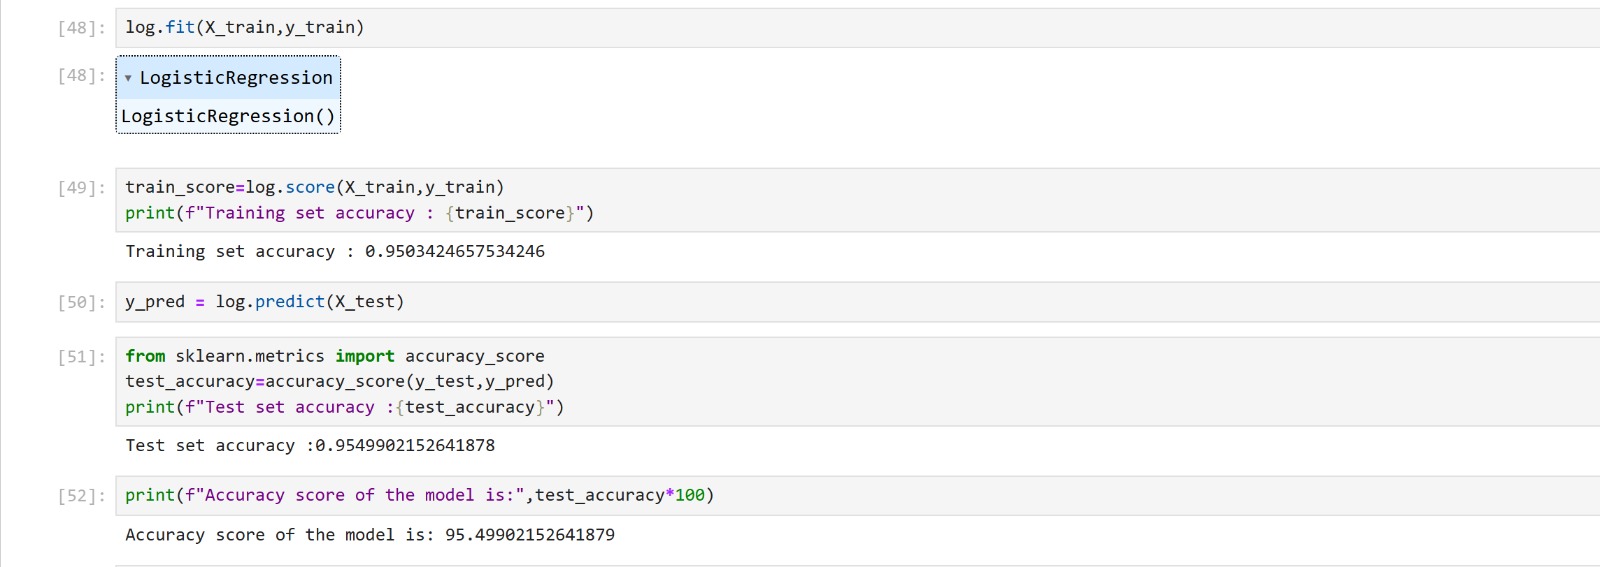 [48]: log.fit(X_train,y_train)
[48]: ▾ LogisticRegression
LogisticRegression()
[49]: train_score=log.score(X_train,y_train)
print(f"Training set accuracy : {train_score}")
Training set accuracy : 0.9503424657534246
[50]: y_pred = log.predict(X_test)
[51]: from sklearn.metrics import accuracy_score
test_accuracy=accuracy_score(y_test,y_pred)
print(f"Test set accuracy :{test_accuracy}")
Test set accuracy :0.9549902152641878
[52]: print(f"Accuracy score of the model is:",test_accuracy*100)
Accuracy score of the model is: 95.49902152641879